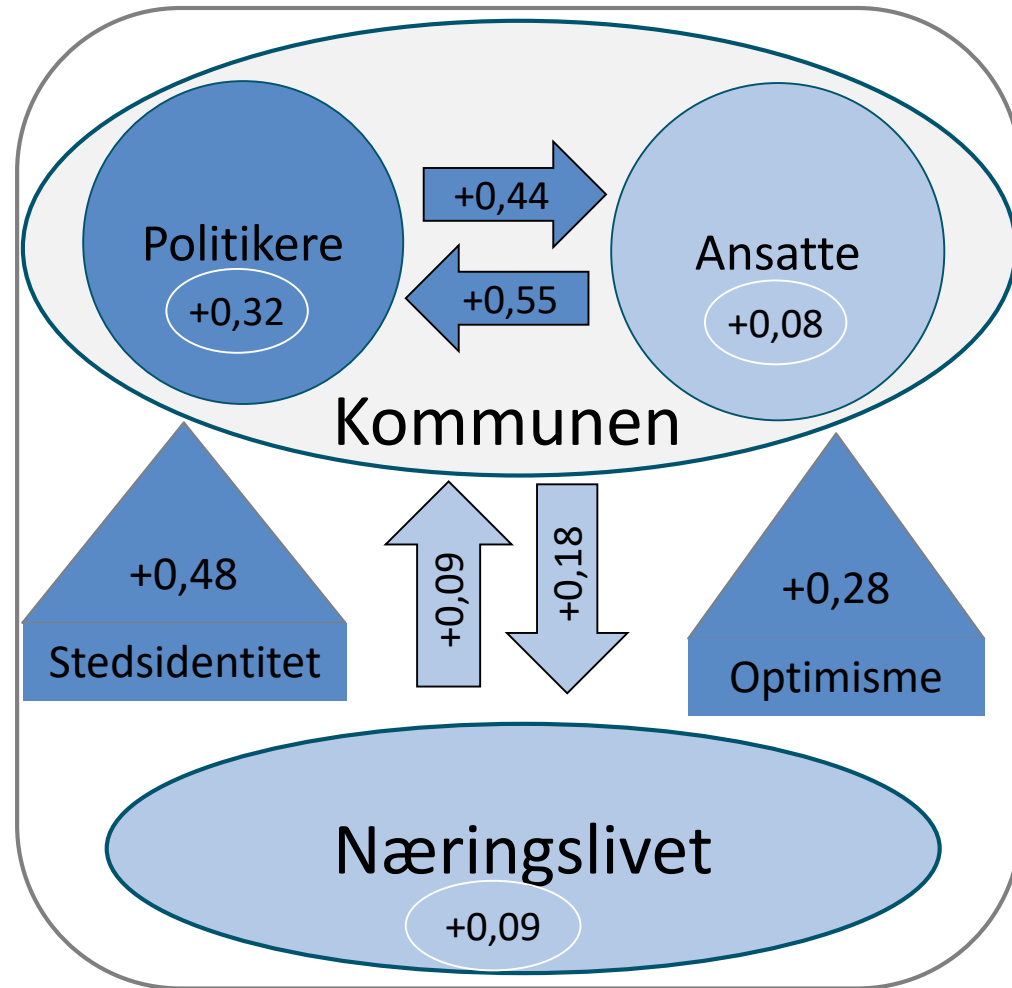 Politikere
+0,32
+0,44
+0,55
Ansatte
+0,08
Kommunen
+0,48
Stedsidentitet
+0,09
+0,18
+0,28
Optimisme
Næringslivet
+0,09